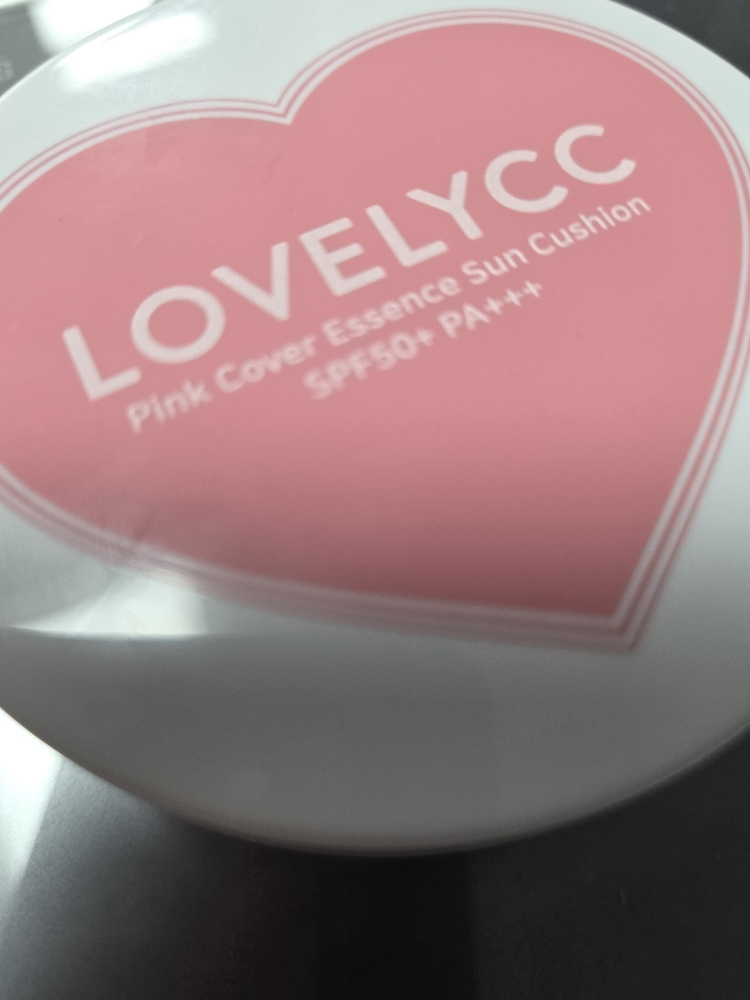 LOVELYCC
Pink Cover Essence Sun Cushion
SPF50+ PA+++